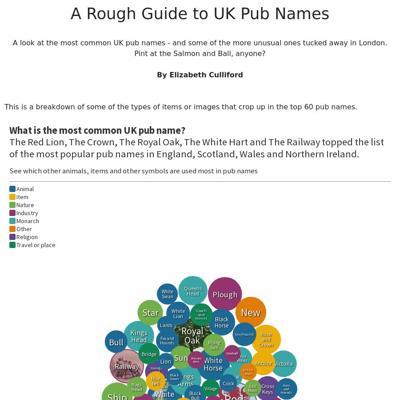 A Rough Guide to UK Pub Names
A look at the most common UK pub names - and some of the more unusual ones tucked away in London.
Pint at the Salmon and Ball, anyone?
By Elizabeth Culliford
This is a breakdown of some of the types of items or images that crop up in the top 60 pub names.
What is the most common UK pub name?
The Red Lion, The Crown, The Royal Oak, The White Hart and The Railway topped the list
of the most popular pub names in England, Scotland, Wales and Northern Ireland.
See which other animals, items and other symbols are used most in pub names
Animal
Item
Nature
Industry
Monarch
Other
Religion
Travel or place
White
Swan
Queens
Head
Plough
Star
White
Lion
Black
Horse
New
Kings
Head
Lamb
Royal
Oak
Bull
Bridge
Sun
Rose
and
Crown
Railway
Lion
White
Horse
Anchor
Victoria
Village
Cock
Cross
Keys
Ship
White
Black
Bull